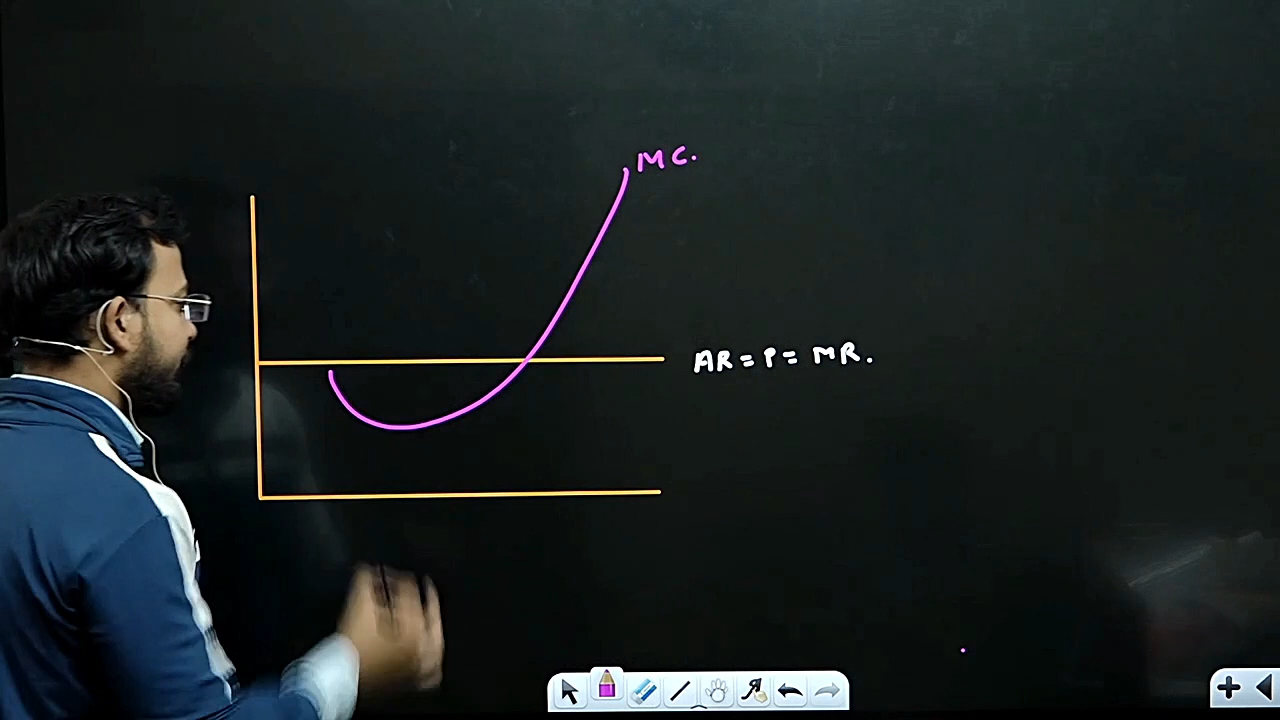 MC.
AR = P = MR.